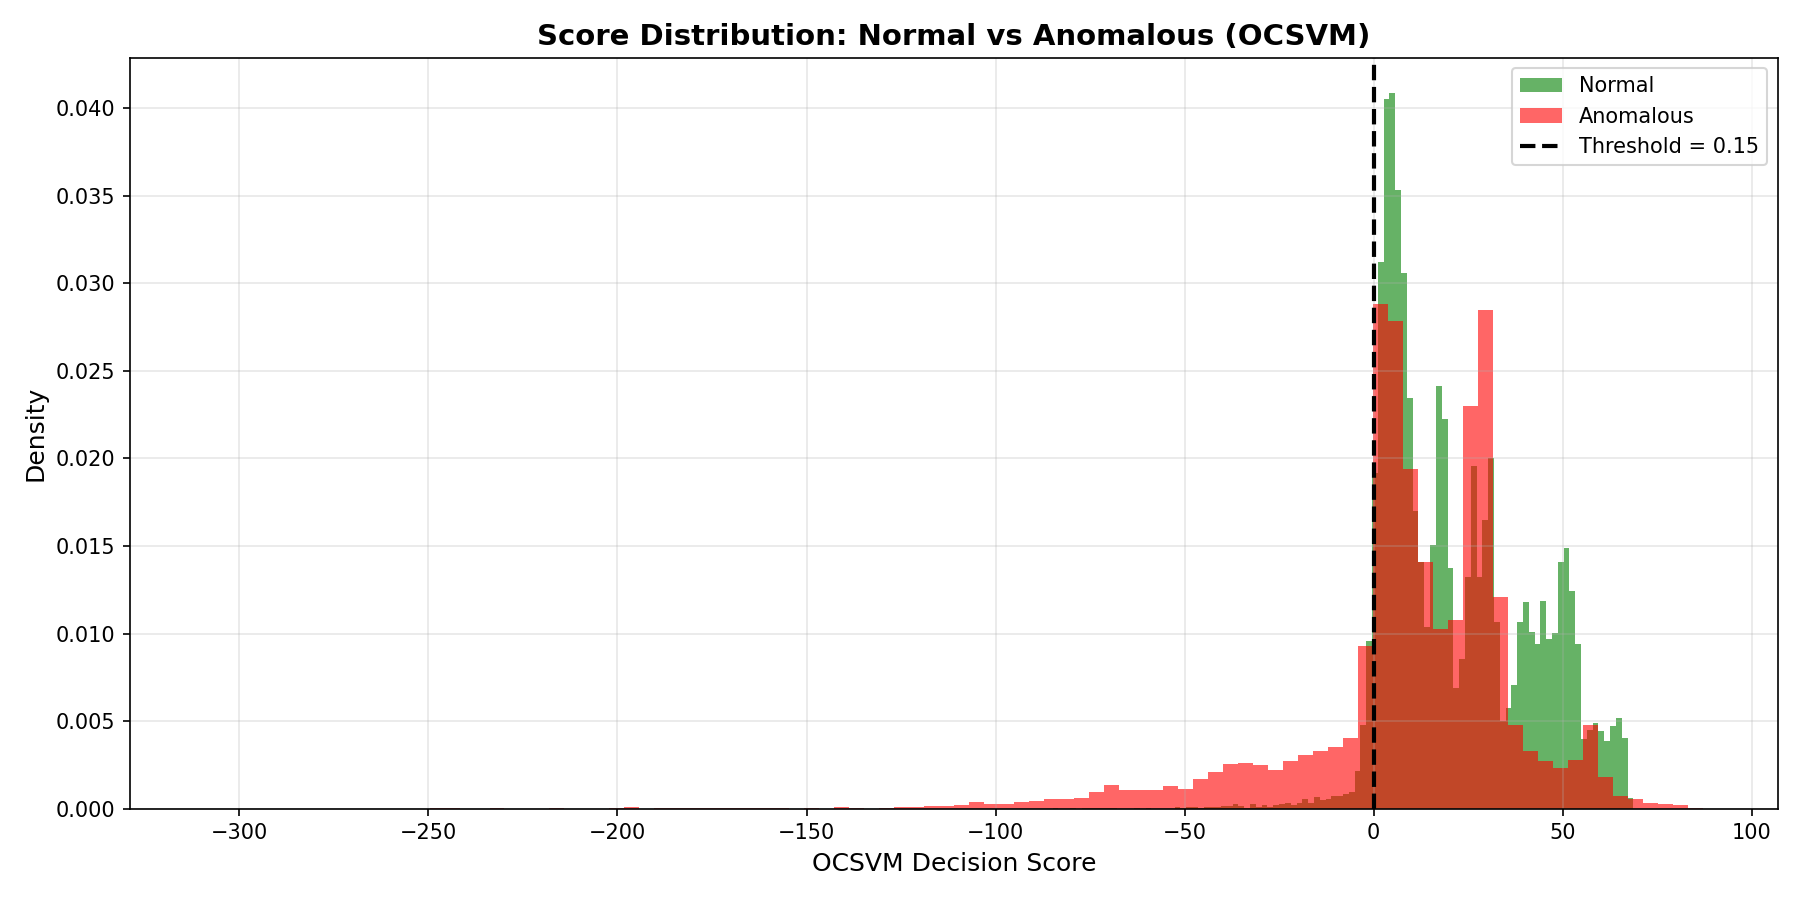 Score Distribution: Normal vs Anomalous (OCSVM)
Normal
Anomalous
Threshold = 0.15
Density
0.040
0.035
0.030
0.025
0.020
0.015
0.010
0.005
0.000
−300 −250 −200 −150 −100 −50 0 50 100
OCSVM Decision Score